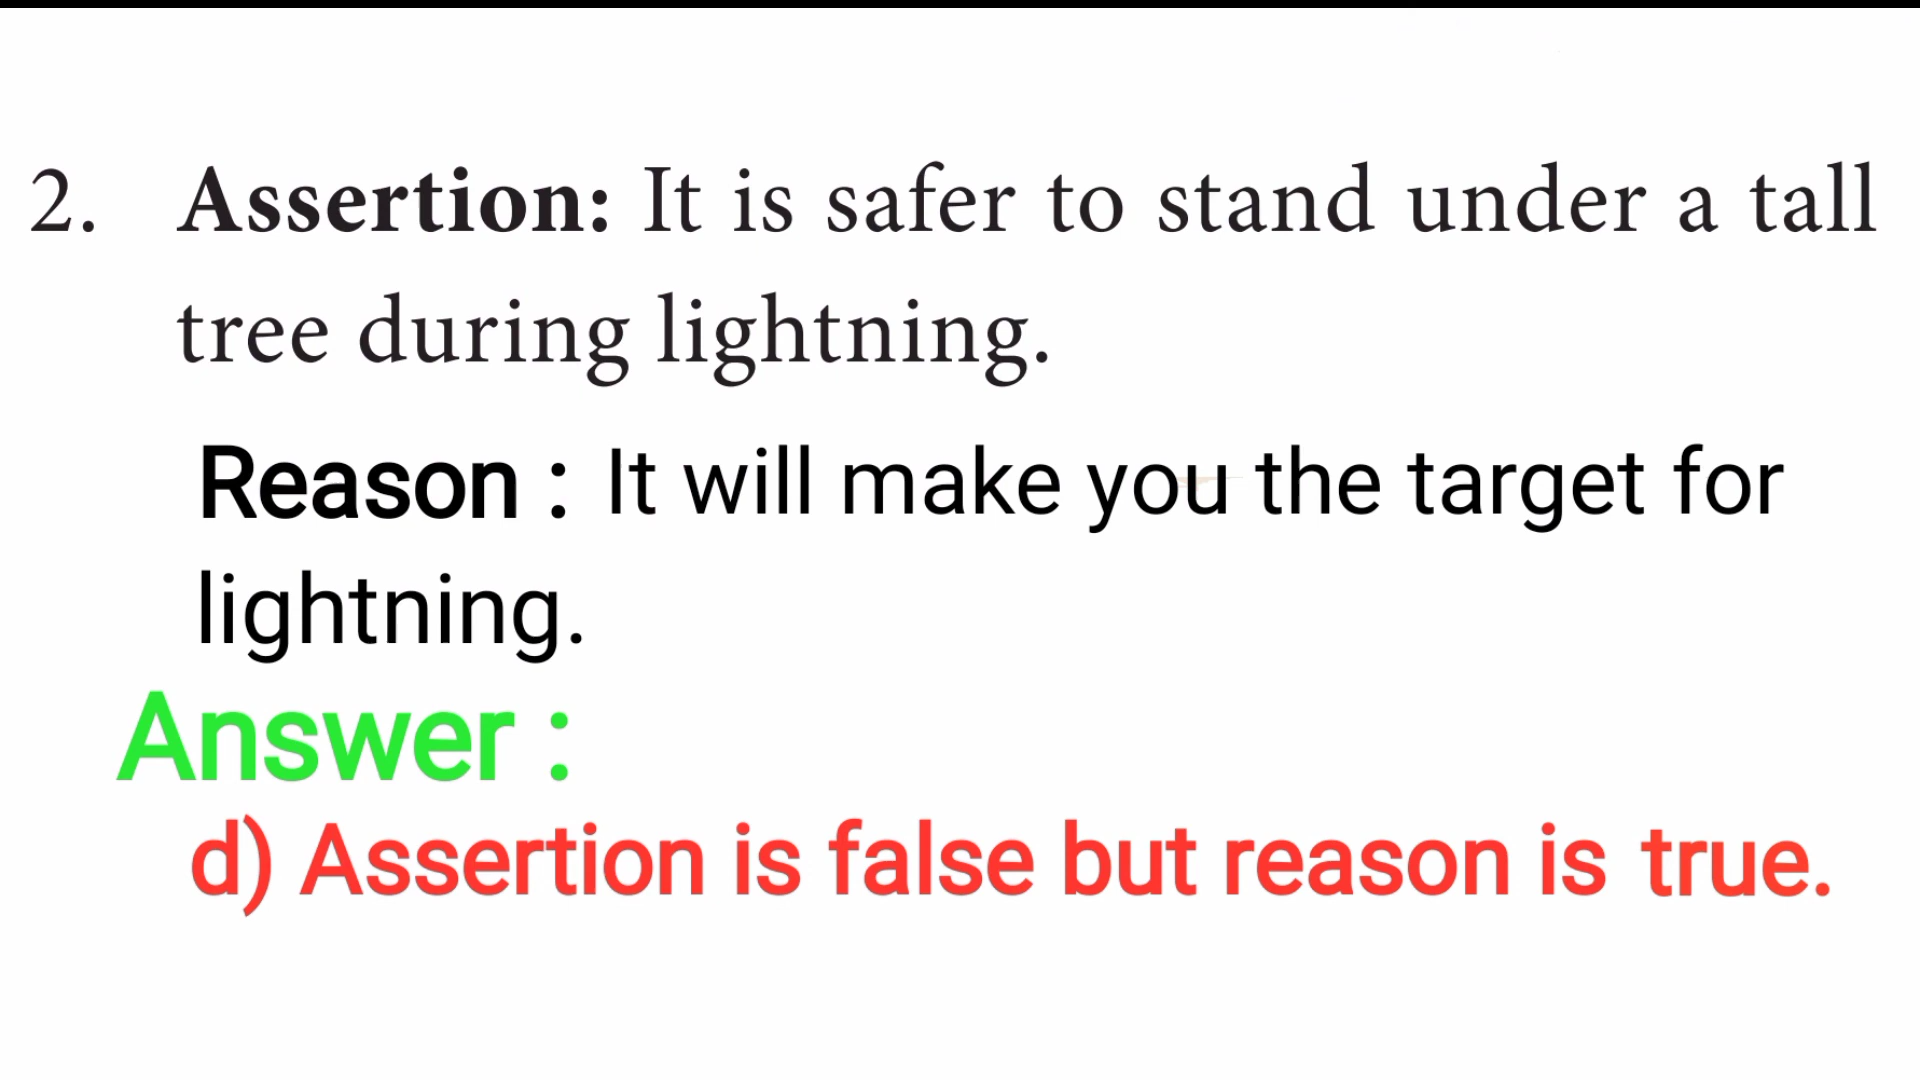 2. Assertion: It is safer to stand under a tall
tree during lightning.
Reason : It will make you the target for
lightning.
Answer :
d) Assertion is false but reason is true.